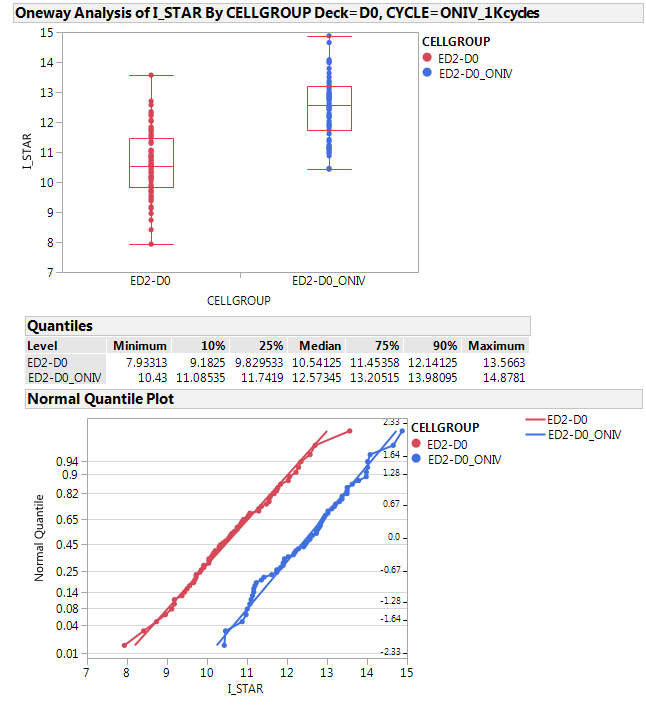 Oneway Analysis of I_STAR By CELLGROUP Deck=D0, CYCLE=ONIV_1Kcycles
15
14
13
12
11
10
9
8
7
I_STAR
ED2-D0 ED2-D0_ONIV
CELLGROUP
CELLGROUP
ED2-D0
ED2-D0_ONIV
Quantiles
Level Minimum 10% 25% Median 75% 90% Maximum
ED2-D0 7.93313 9.1825 9.829533 10.54125 11.45358 12.14125 13.5663
ED2-D0_ONIV 10.43 11.08535 11.7419 12.57345 13.20515 13.98095 14.8781
Normal Quantile Plot
0.94
0.9
0.82
0.65
0.45
0.25
0.14
0.08
0.04
0.01
Normal Quantile
2.33
1.64
1.28
0.67
0.0
-0.67
-1.28
-1.64
-2.33
7 8 9 10 11 12 13 14 15
I_STAR
CELLGROUP
ED2-D0
ED2-D0_ONIV
ED2-D0
ED2-D0_ONIV